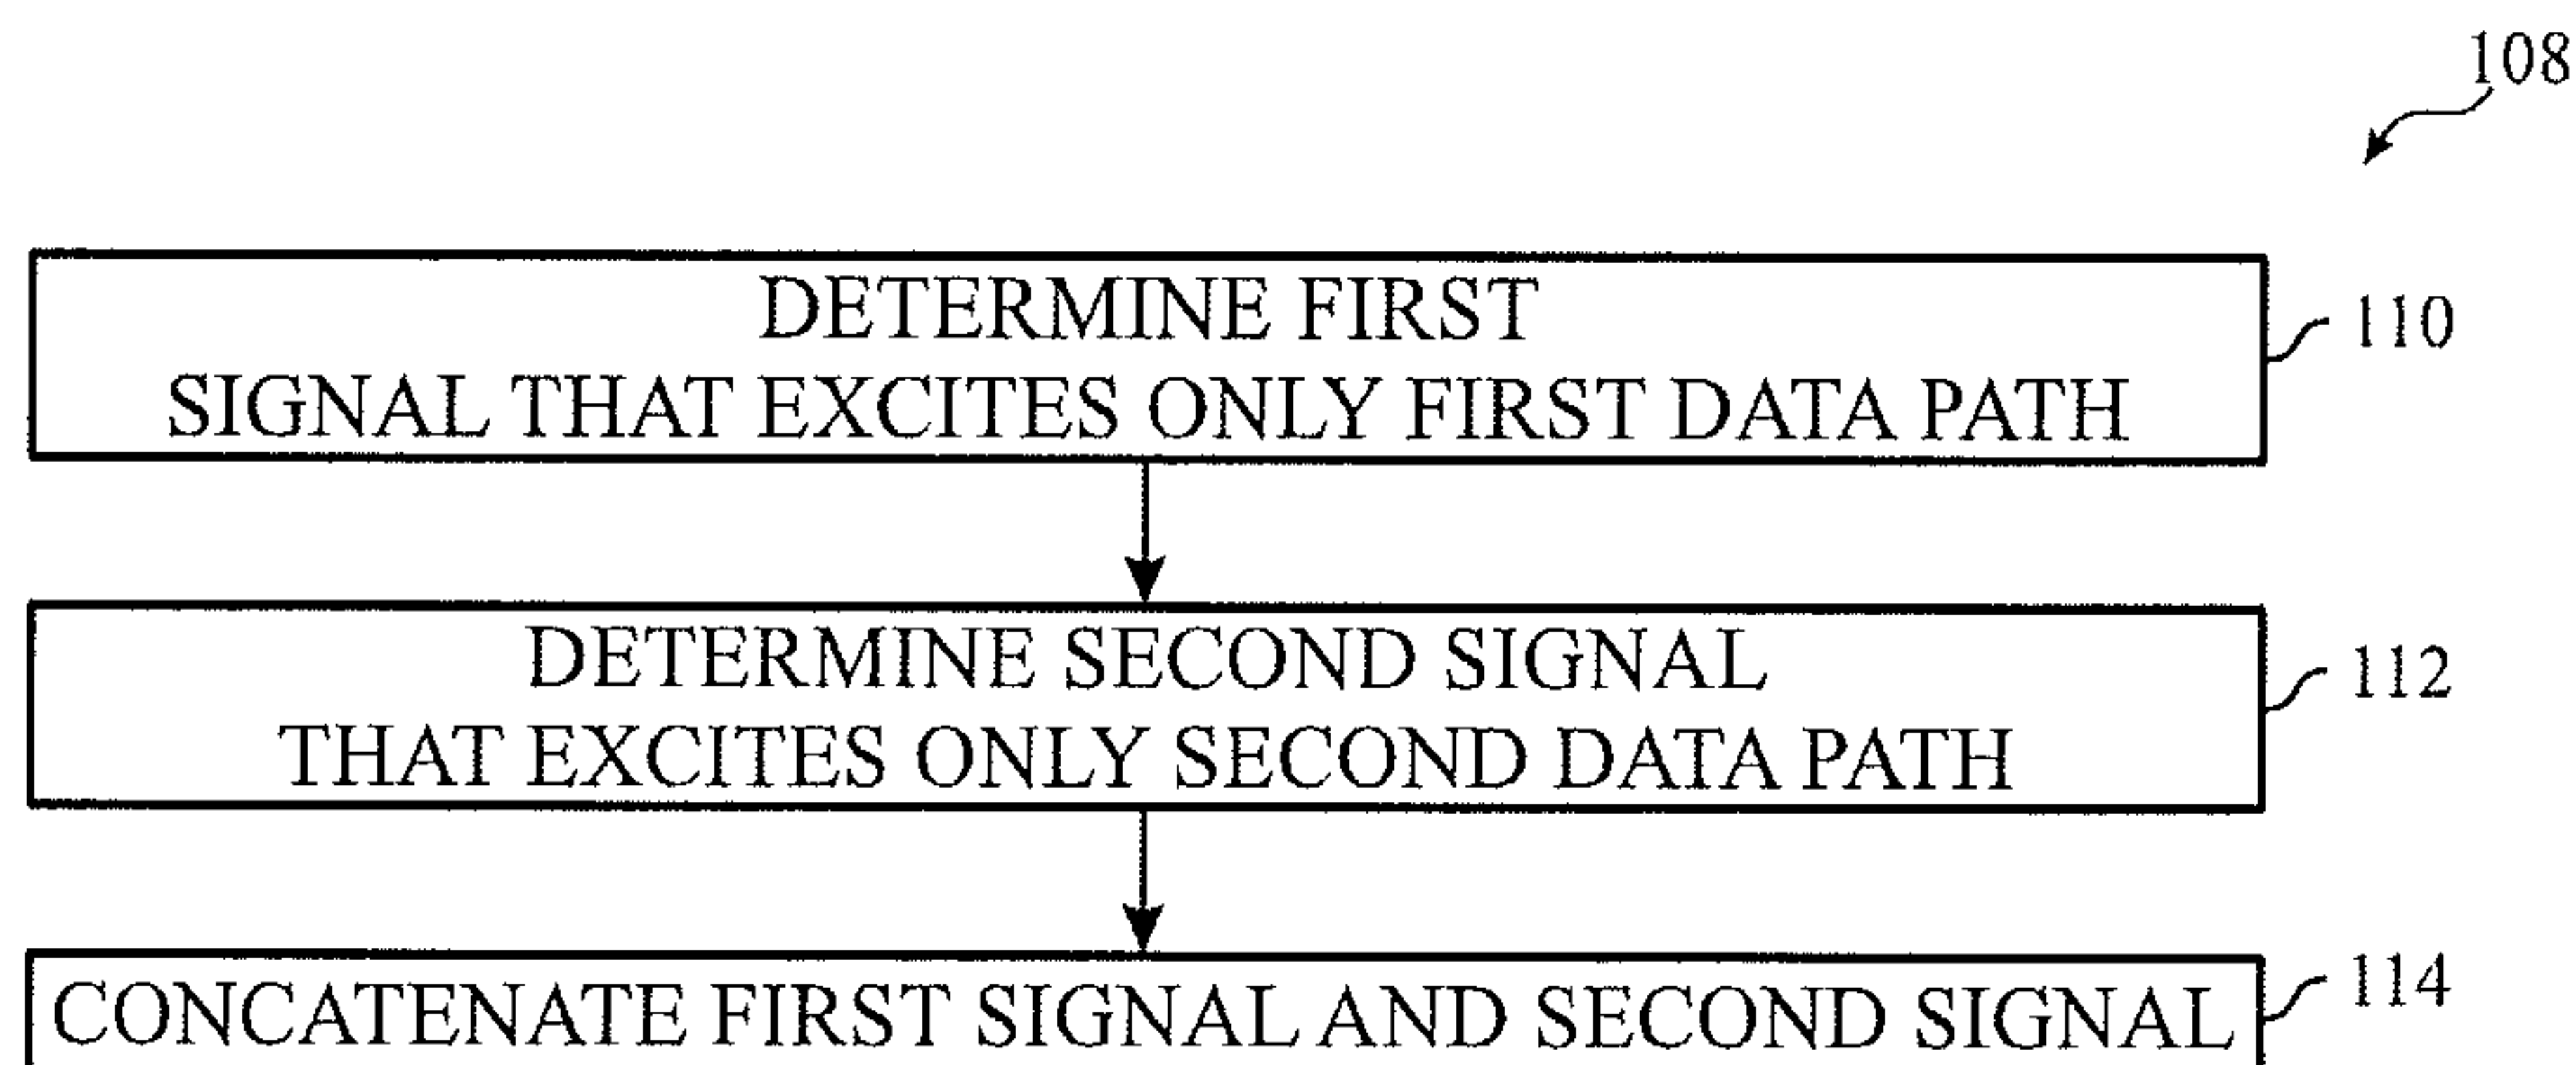 108
DETERMINE FIRST
SIGNAL THAT EXCITES ONLY FIRST DATA PATH
110
DETERMINE SECOND SIGNAL
THAT EXCITES ONLY SECOND DATA PATH
112
CONCATENATE FIRST SIGNAL AND SECOND SIGNAL
114